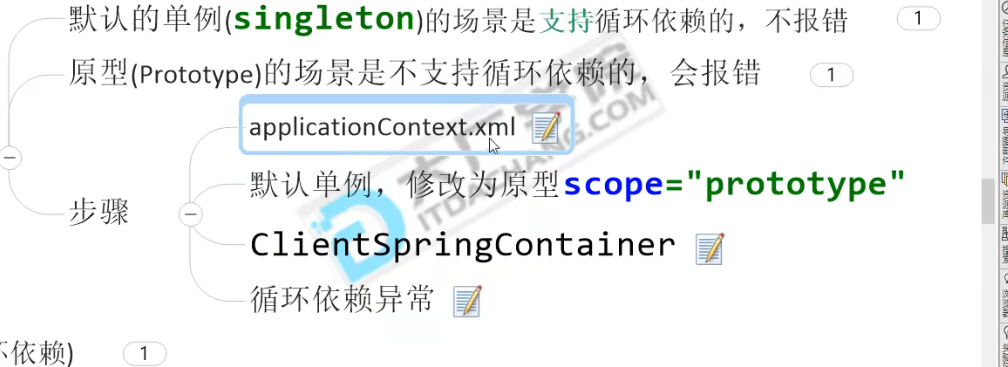 默认的单例(singleton)的场景是支持循环依赖的，不报错 1
原型(Prototype)的场景是不支持循环依赖的，会报错 1
applicationContext.xml
默认单例，修改为原型scope="prototype"
步骤
ClientSpringContainer
循环依赖异常
依赖) 1
ITDACHANG.COM